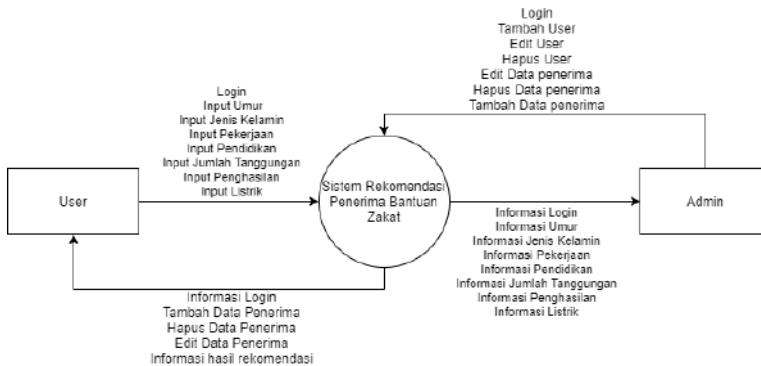 Login
Tambah User
Edit User
Hapus User
Edit Data penerima
Hapus Data penerima
Tambah Data penerima
Login
Input Umur
Input Jenis Kelamin
Input Pekerjaan
Input Pendidikan
Input Jumlah Tanggungan
Input Penghasilan
Input Listrik
User
Sistem Rekomendasi
Penerima Bantuan
Zakat
Admin
Informasi Login
Informasi Umur
Informasi Jenis Kelamin
Informasi Pekerjaan
Informasi Pendidikan
Informasi Jumlah Tanggungan
Informasi Penghasilan
Informasi Listrik
Informasi Login
Tambah Data Penerima
Hapus Data Penerima
Edit Data Penerima
Informasi hasil rekomendasi